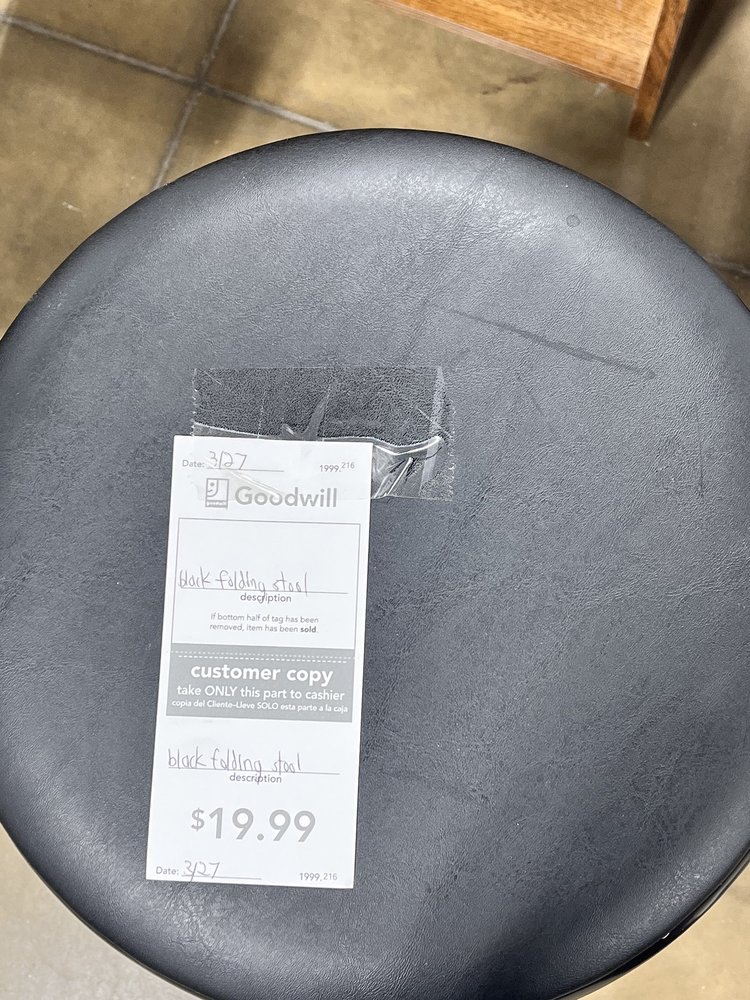 Date: 3/27 1999.216
goodwill Goodwill
black folding stool
description
If bottom half of tag has been
removed, item has been sold.
customer copy
take ONLY this part to cashier
copia del Cliente-Lleve SOLO esta parte a la caja
black folding stool
description
$19.99
Date: 3/27 1999.216